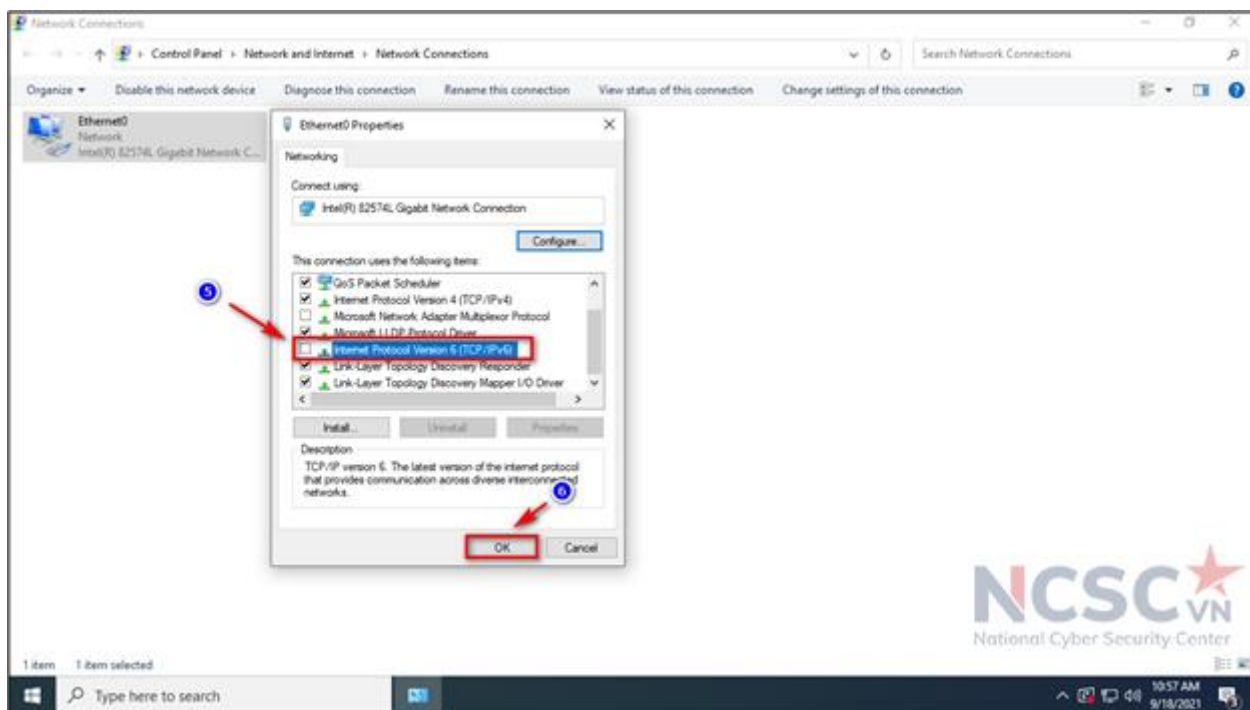 Network Connections
Control Panel › Network and Internet › Network Connections
Search Network Connections
Organize Disable this network device Diagnose this connection Rename this connection View status of this connection Change settings of this connection
Ethernet0
Network
Intel(R) 82574L Gigabit Network C...
Ethernet0 Properties
Networking
Connect using:
Intel(R) 82574L Gigabit Network Connection
Configure...
This connection uses the following items:
QoS Packet Scheduler
Internet Protocol Version 4 (TCP/IPv4)
Microsoft Network Adapter Multiplexor Protocol
Microsoft LLDP Protocol Driver
5
Internet Protocol Version 6 (TCP/IPv6)
Link-Layer Topology Discovery Responder
Link-Layer Topology Discovery Mapper I/O Driver
Install... Uninstall Properties
Description
TCP/IP version 6. The latest version of the internet protocol
that provides communication across diverse interconnected
networks.
6
OK Cancel
NCSC VN
National Cyber Security Center
1 item 1 item selected
Type here to search
10:57 AM
9/18/2021
3